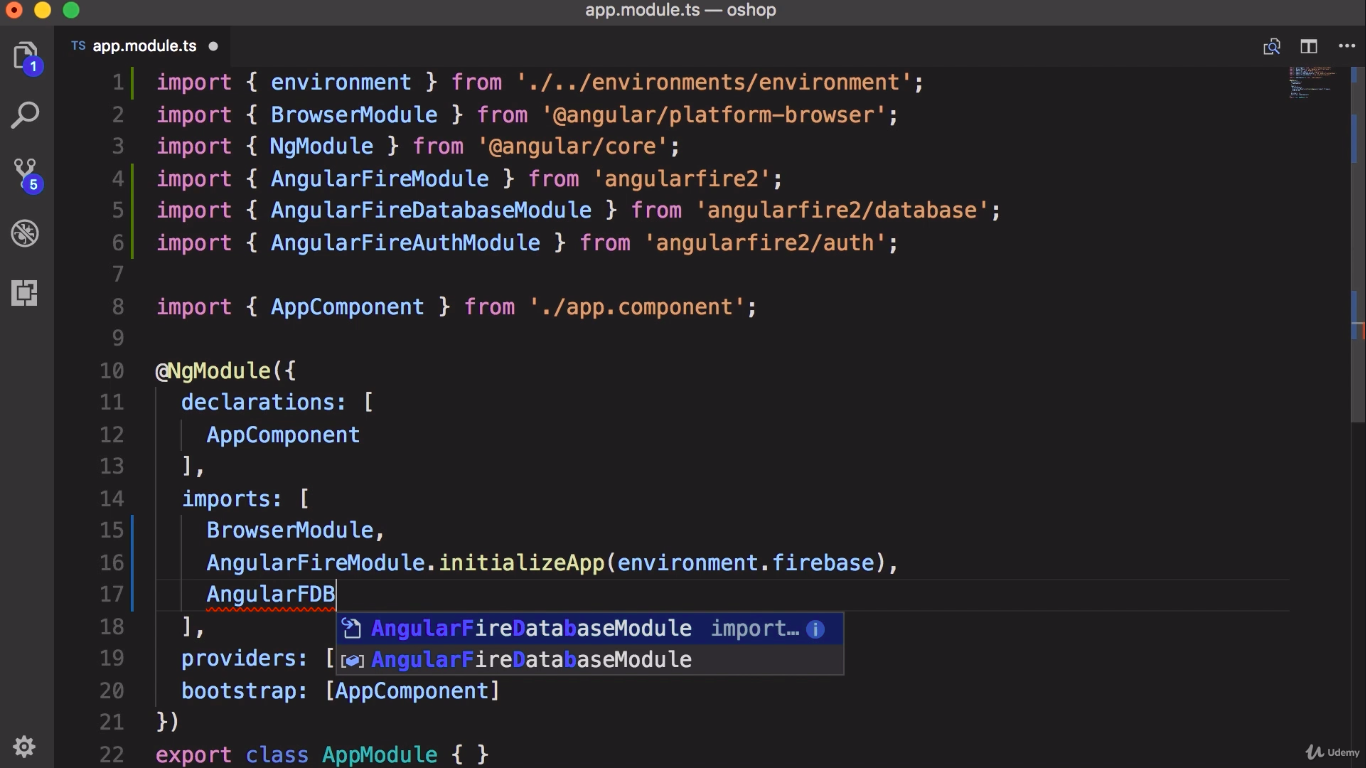 app.module.ts — oshop
TS app.module.ts
1
5
1 import { environment } from './../environments/environment';
2 import { BrowserModule } from '@angular/platform-browser';
3 import { NgModule } from '@angular/core';
4 import { AngularFireModule } from 'angularfire2';
5 import { AngularFireDatabaseModule } from 'angularfire2/database';
6 import { AngularFireAuthModule } from 'angularfire2/auth';
7
8 import { AppComponent } from './app.component';
9
10 @NgModule({
11 declarations: [
12 AppComponent
13 ],
14 imports: [
15 BrowserModule,
16 AngularFireModule.initializeApp(environment.firebase),
17 AngularFDB
18 ],
AngularFireDatabaseModule import…
19 providers: [
AngularFireDatabaseModule
20 bootstrap: [AppComponent]
21 })
22 export class AppModule { }
Udemy